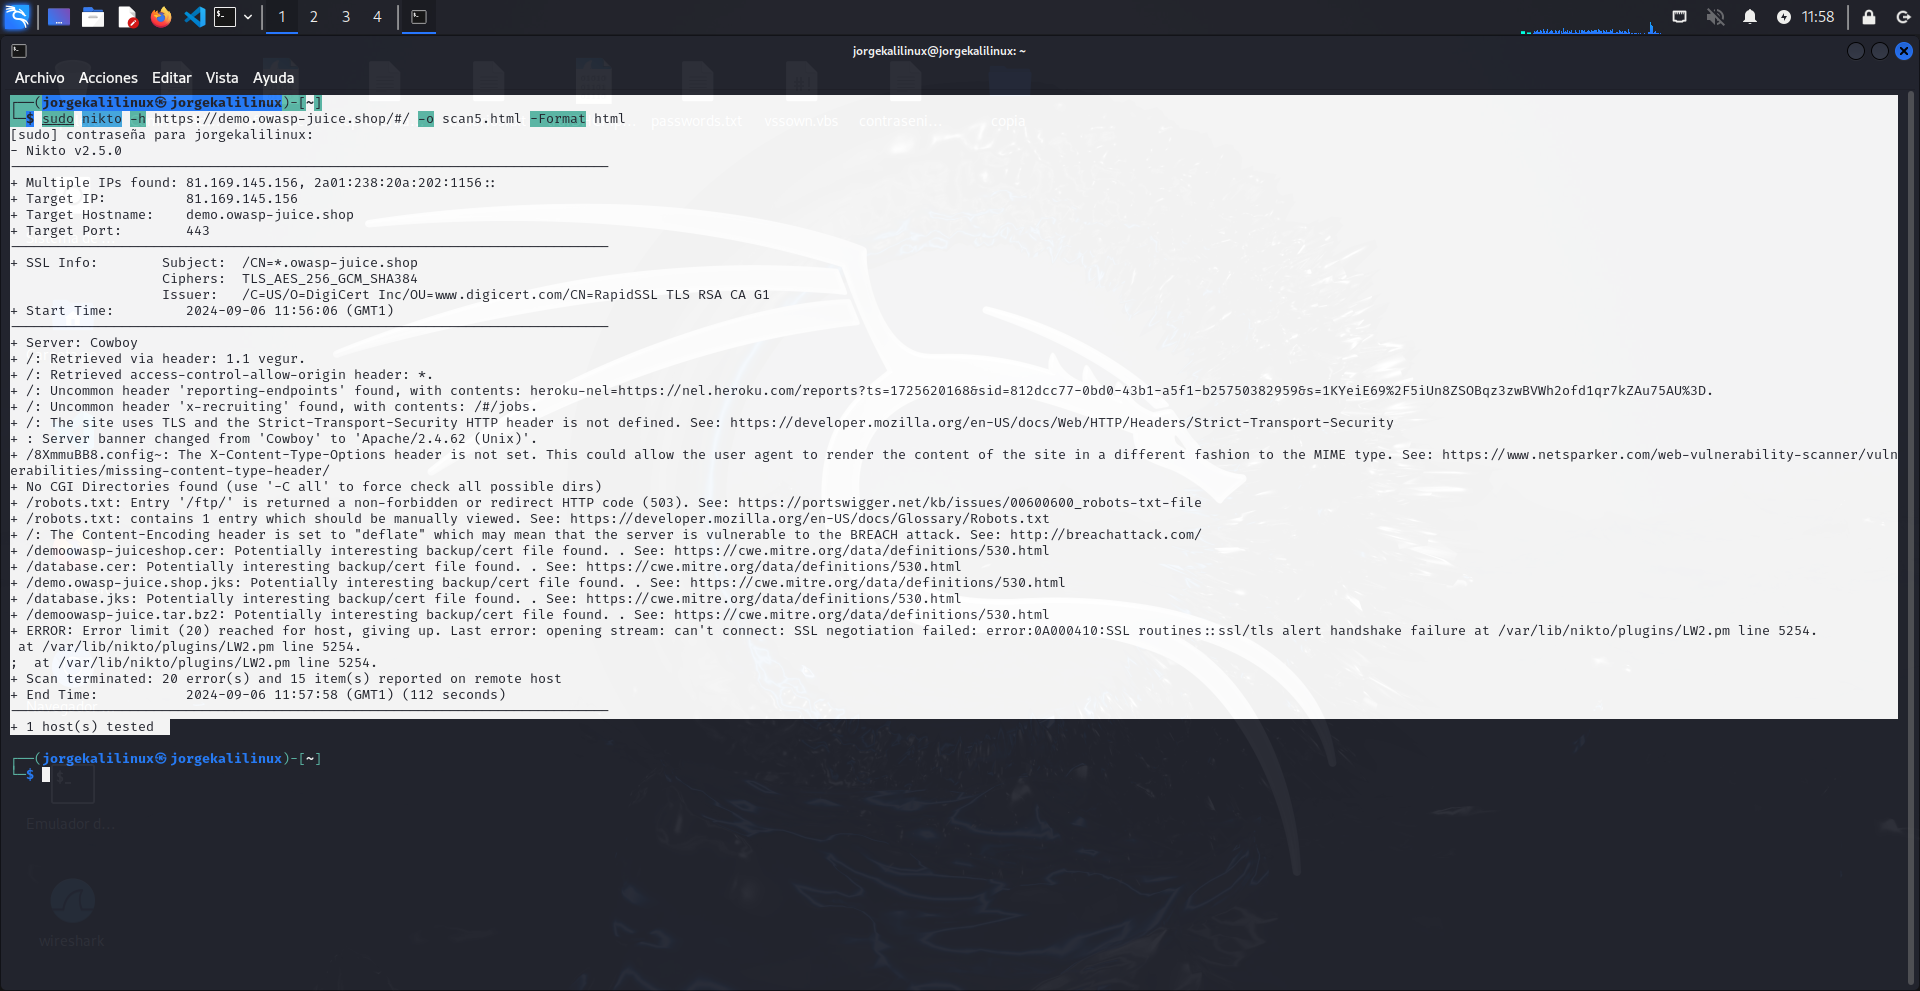 1 2 3 4
11:58
jorgekalilinux@jorgekalilinux: ~
Archivo Acciones Editar Vista Ayuda
┌──(jorgekalilinux㉿jorgekalilinux)-[~]
└─$ sudo nikto -h https://demo.owasp-juice.shop/#/ -o scan5.html -Format html
passwords.txt vssown.vbs contraseni... copia
[sudo] contraseña para jorgekalilinux:
- Nikto v2.5.0
+ Multiple IPs found: 81.169.145.156, 2a01:238:20a:202:1156::
+ Target IP: 81.169.145.156
+ Target Hostname: demo.owasp-juice.shop
+ Target Port: 443
+ SSL Info: Subject: /CN=*.owasp-juice.shop
Ciphers: TLS_AES_256_GCM_SHA384
Issuer: /C=US/O=DigiCert Inc/OU=www.digicert.com/CN=RapidSSL TLS RSA CA G1
+ Start Time: 2024-09-06 11:56:06 (GMT1)
+ Server: Cowboy
+ /: Retrieved via header: 1.1 vegur.
+ /: Retrieved access-control-allow-origin header: *.
+ /: Uncommon header 'reporting-endpoints' found, with contents: heroku-nel=https://nel.heroku.com/reports?ts=1725620168&sid=812dcc77-0bd0-43b1-a5f1-b25750382959&s=1KYeiE69%2F5iUn8ZSOBqz3zwBVWh2ofd1qr7kZAu75AU%3D.
+ /: Uncommon header 'x-recruiting' found, with contents: /#/jobs.
+ /: The site uses TLS and the Strict-Transport-Security HTTP header is not defined. See: https://developer.mozilla.org/en-US/docs/Web/HTTP/Headers/Strict-Transport-Security
+ : Server banner changed from 'Cowboy' to 'Apache/2.4.62 (Unix)'.
+ /8XmmuBB8.config~: The X-Content-Type-Options header is not set. This could allow the user agent to render the content of the site in a different fashion to the MIME type. See: https://www.netsparker.com/web-vulnerability-scanner/vuln
erabilities/missing-content-type-header/
+ No CGI Directories found (use '-C all' to force check all possible dirs)
+ /robots.txt: Entry '/ftp/' is returned a non-forbidden or redirect HTTP code (503). See: https://portswigger.net/kb/issues/00600600_robots-txt-file
+ /robots.txt: contains 1 entry which should be manually viewed. See: https://developer.mozilla.org/en-US/docs/Glossary/Robots.txt
+ /: The Content-Encoding header is set to "deflate" which may mean that the server is vulnerable to the BREACH attack. See: http://breachattack.com/
+ /demoowasp-juiceshop.cer: Potentially interesting backup/cert file found. . See: https://cwe.mitre.org/data/definitions/530.html
+ /database.cer: Potentially interesting backup/cert file found. . See: https://cwe.mitre.org/data/definitions/530.html
+ /demo.owasp-juice.shop.jks: Potentially interesting backup/cert file found. . See: https://cwe.mitre.org/data/definitions/530.html
+ /database.jks: Potentially interesting backup/cert file found. . See: https://cwe.mitre.org/data/definitions/530.html
+ /demoowasp-juice.tar.bz2: Potentially interesting backup/cert file found. . See: https://cwe.mitre.org/data/definitions/530.html
+ ERROR: Error limit (20) reached for host, giving up. Last error: opening stream: can't connect: SSL negotiation failed: error:0A000410:SSL routines::ssl/tls alert handshake failure at /var/lib/nikto/plugins/LW2.pm line 5254.
at /var/lib/nikto/plugins/LW2.pm line 5254.
; at /var/lib/nikto/plugins/LW2.pm line 5254.
+ Scan terminated: 20 error(s) and 15 item(s) reported on remote host
+ End Time: 2024-09-06 11:57:58 (GMT1) (112 seconds)
+ 1 host(s) tested
┌──(jorgekalilinux㉿jorgekalilinux)-[~]
└─$
Emulador d...
wireshark